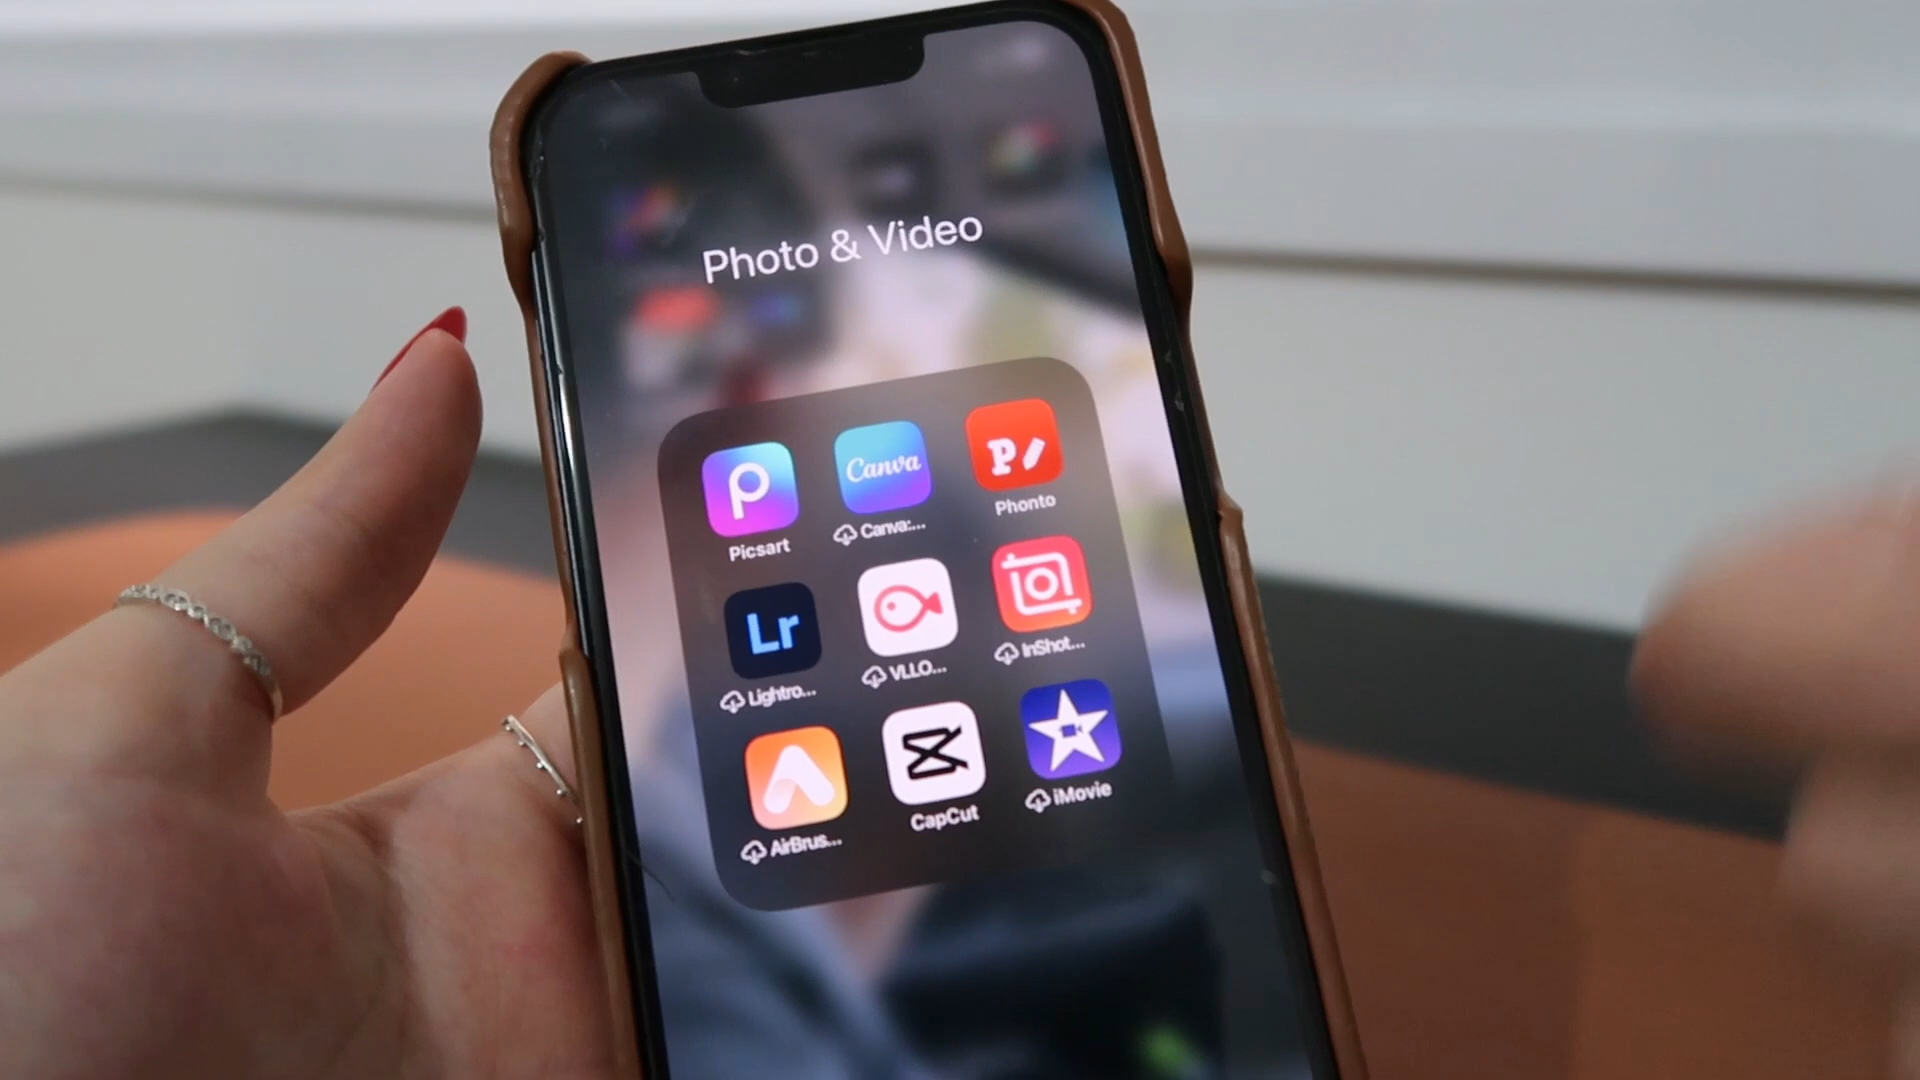 Photo & Video
Canva
P
Picsart
Canva:...
Phonto
Lr
Lightro...
VLLO...
InShot...
AirBrus...
CapCut
iMovie